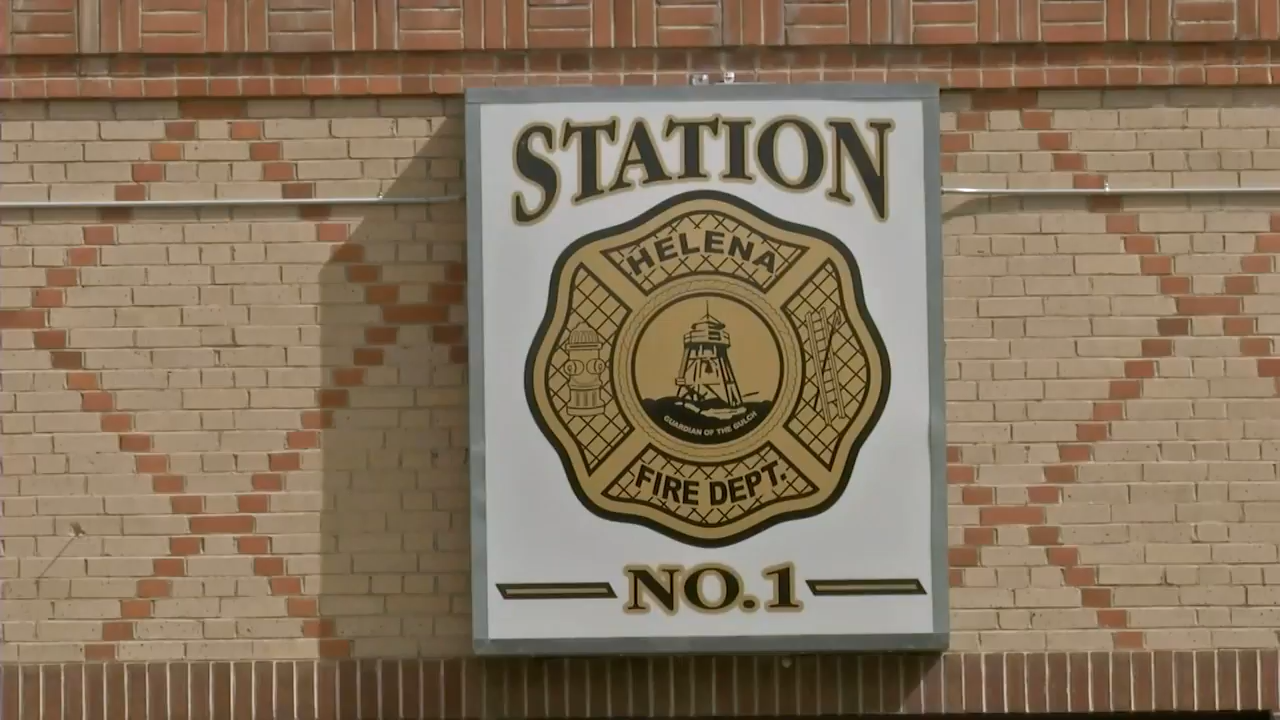 STATION
HELENA
GUARDIAN OF THE GULCH
FIRE DEPT.
NO.1